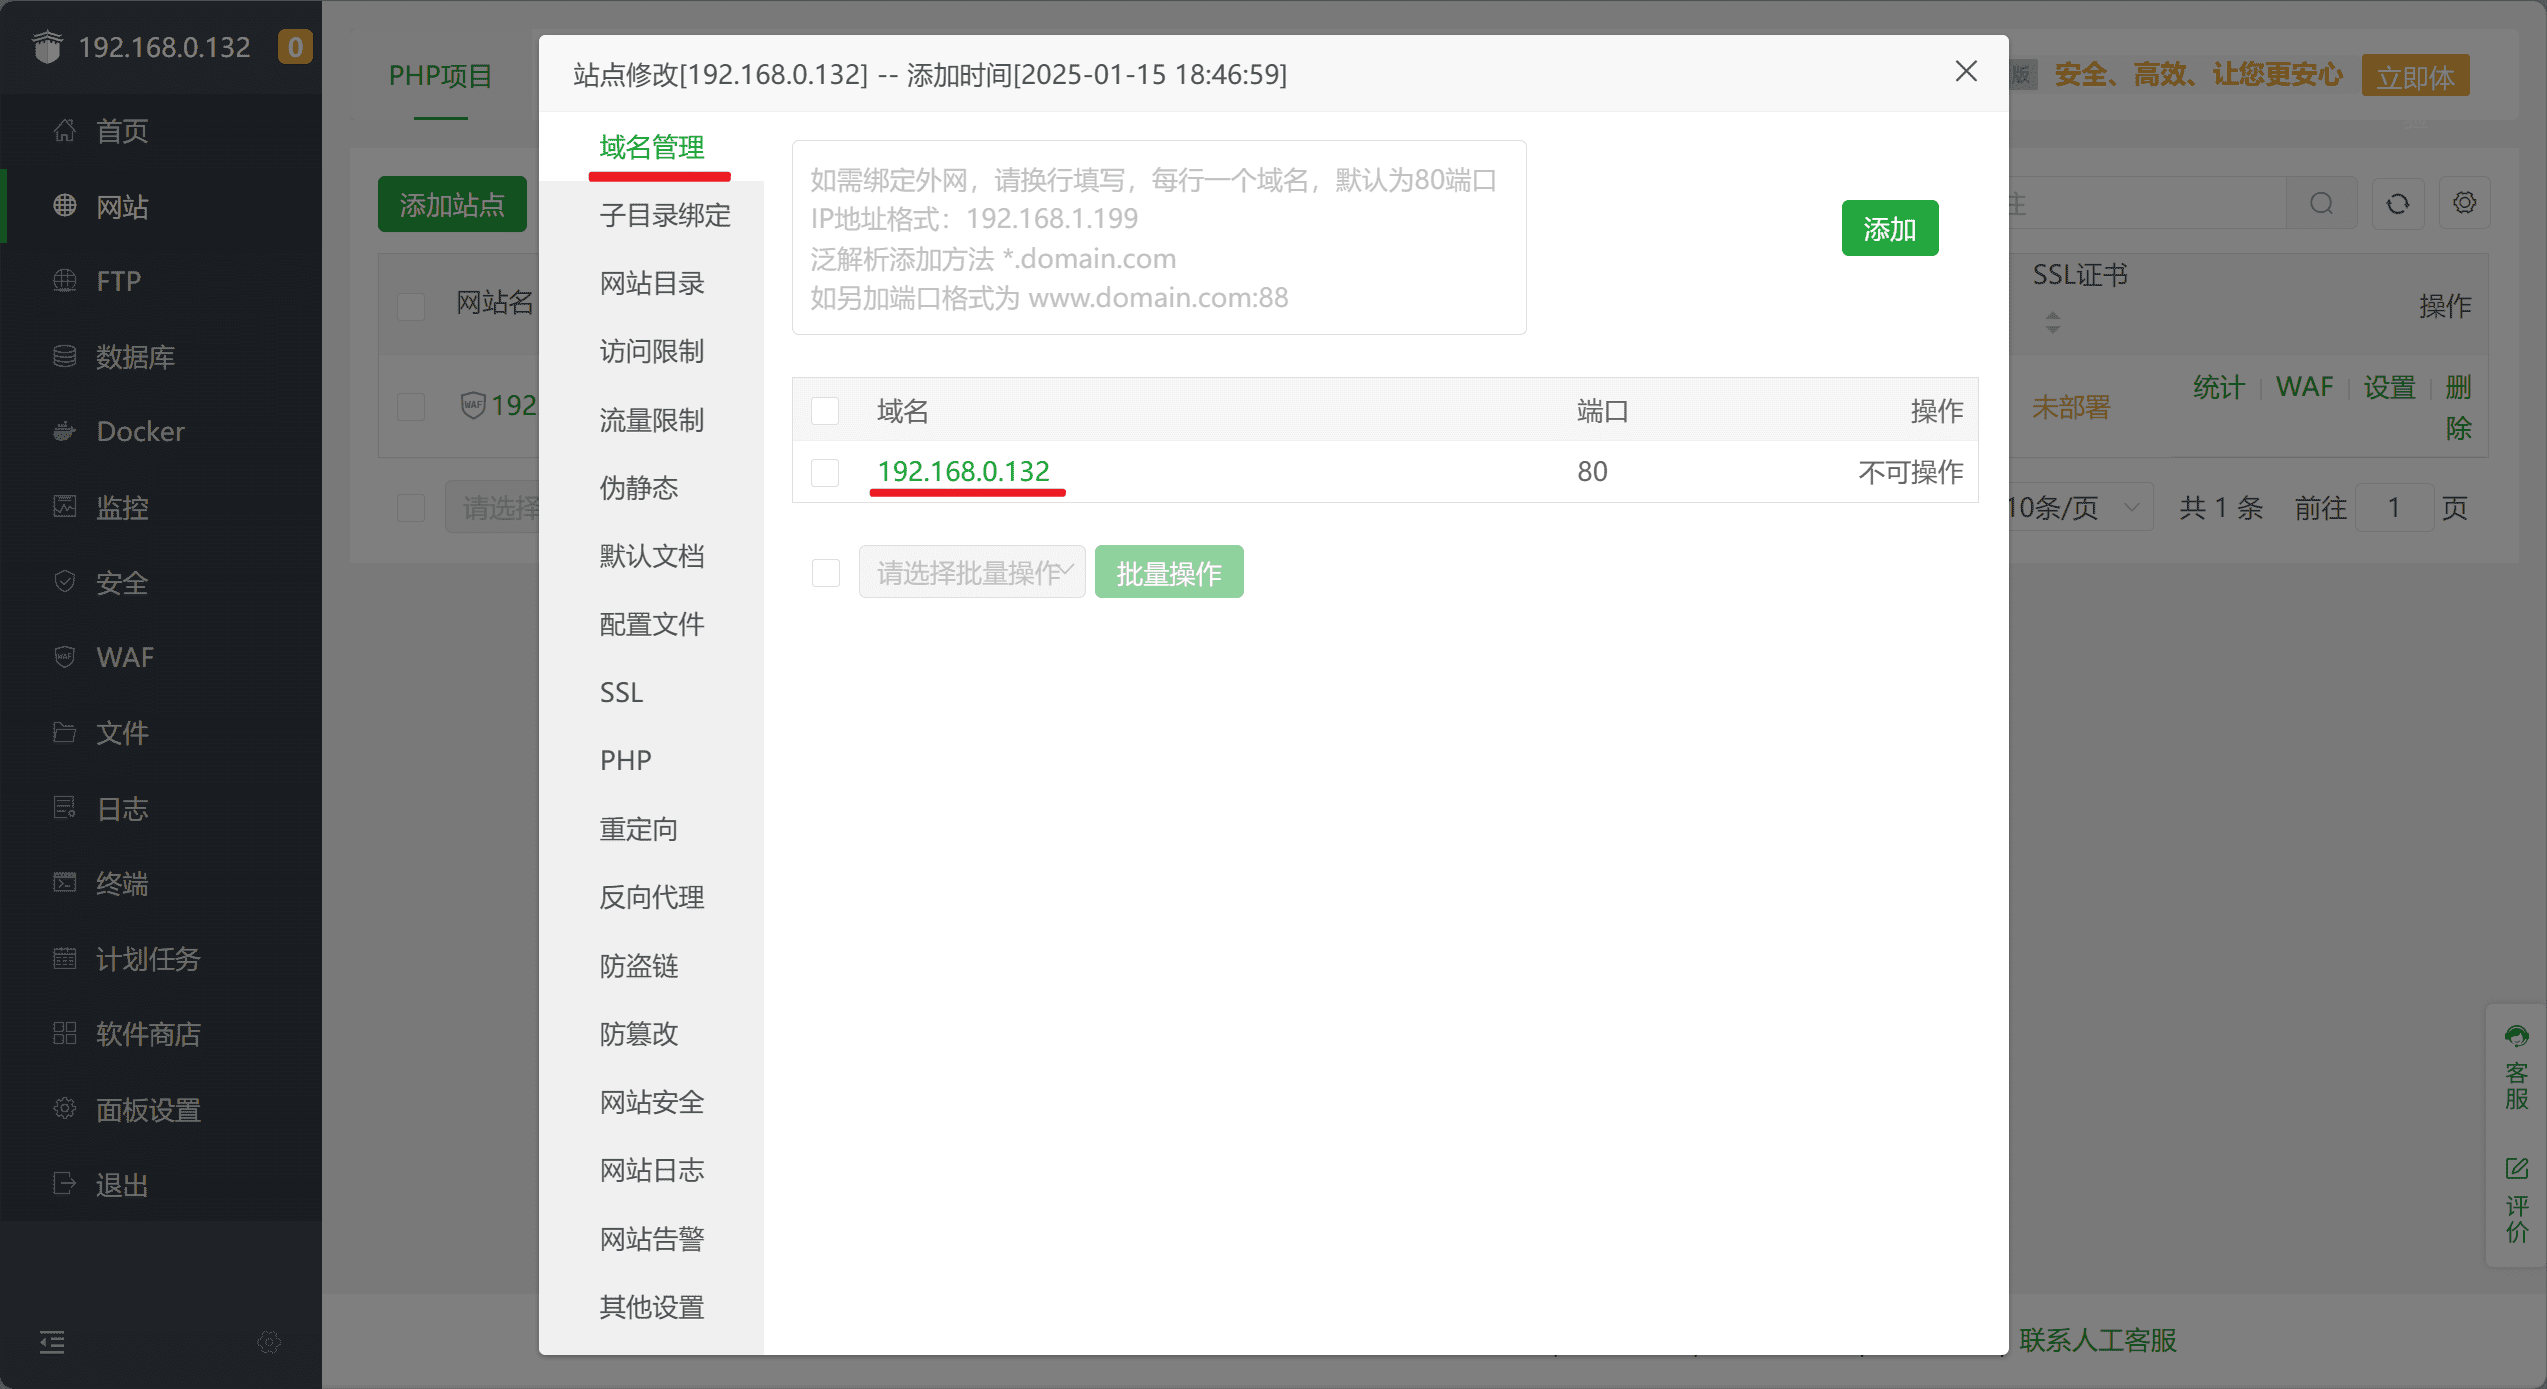 192.168.0.132 0
首页
网站
FTP
数据库
Docker
监控
安全
WAF
文件
日志
终端
计划任务
软件商店
面板设置
退出
PHP项目
版 安全、高效、让您更安心 立即体
添加站点
网站名
SSL证书
操作
WAF 192
未部署
统计 WAF 设置 删
除
请选择
10条/页 共 1 条 前往 1 页
站点修改[192.168.0.132] -- 添加时间[2025-01-15 18:46:59]
域名管理
子目录绑定
网站目录
访问限制
流量限制
伪静态
默认文档
配置文件
SSL
PHP
重定向
反向代理
防盗链
防篡改
网站安全
网站日志
网站告警
其他设置
如需绑定外网，请换行填写，每行一个域名，默认为80端口
IP地址格式：192.168.1.199
泛解析添加方法 *.domain.com
如另加端口格式为 www.domain.com:88
添加
域名 端口 操作
192.168.0.132 80 不可操作
请选择批量操作 批量操作
客服
评价
联系人工客服